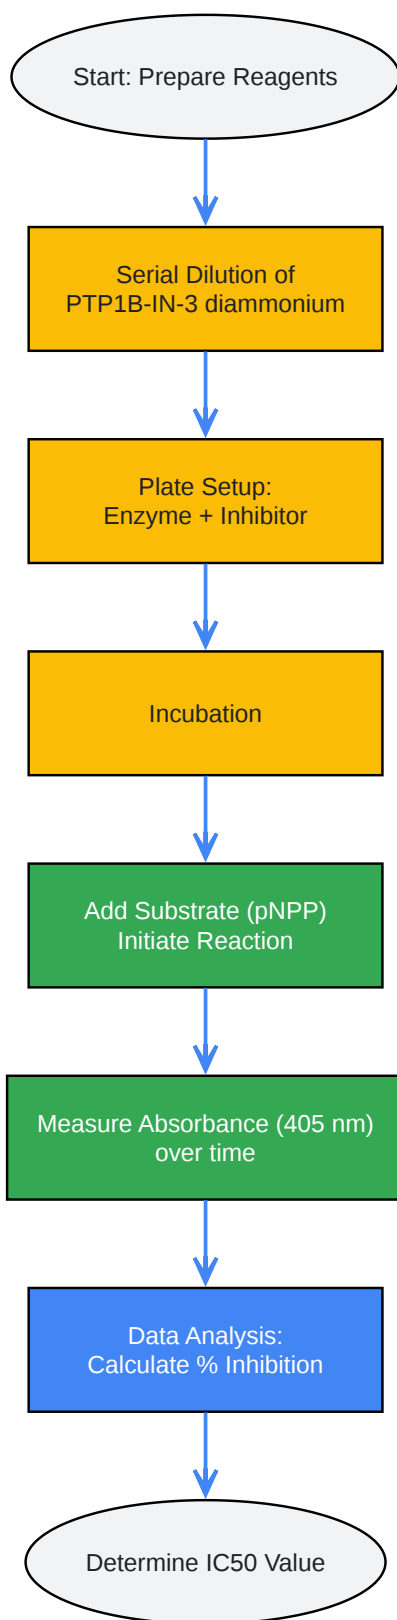 Start: Prepare Reagents
Serial Dilution of
PTP1B-IN-3 diammonium
Plate Setup:
Enzyme + Inhibitor
Incubation
Add Substrate (pNPP)
Initiate Reaction
Measure Absorbance (405 nm)
over time
Data Analysis:
Calculate % Inhibition
Determine IC50 Value